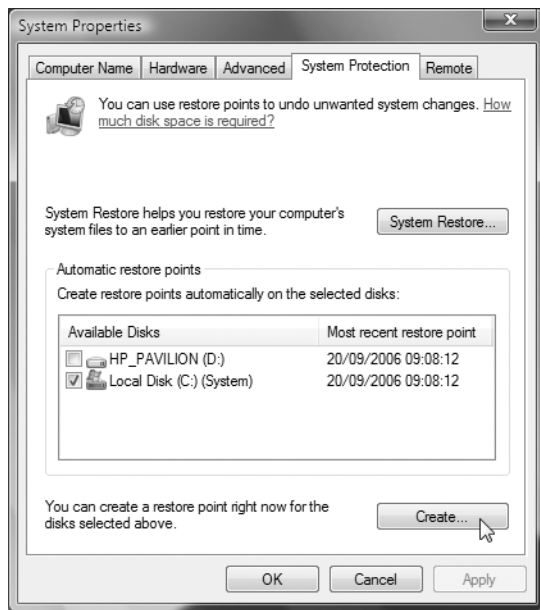 System Properties
Computer Name Hardware Advanced System Protection Remote
You can use restore points to undo unwanted system changes. How
much disk space is required?
System Restore helps you restore your computer's
system files to an earlier point in time.
System Restore...
Automatic restore points
Create restore points automatically on the selected disks:
Available Disks Most recent restore point
HP_PAVILION (D:) 20/09/2006 09:08:12
Local Disk (C:) (System) 20/09/2006 09:08:12
You can create a restore point right now for the
disks selected above.
Create...
OK Cancel Apply